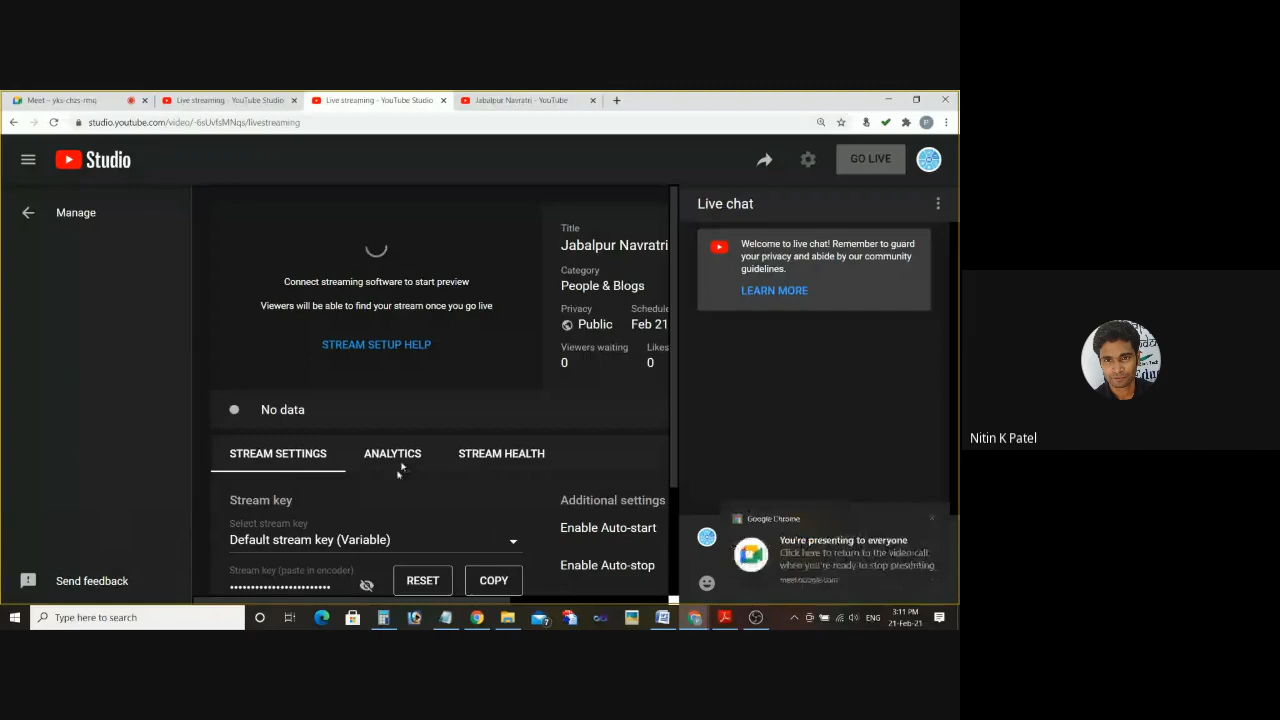 Meet – yks-chzs-rmq
Live streaming - YouTube Studio
Live streaming - YouTube Studio
Jabalpur Navratri - YouTube
studio.youtube.com/video/-6sUvfsMNqs/livestreaming
Studio
GO LIVE
Manage
Live chat
Title
Jabalpur Navratri
Category
People & Blogs
Privacy
Schedule
Public
Feb 21
Viewers waiting
Likes
0
0
Connect streaming software to start preview
Viewers will be able to find your stream once you go live
STREAM SETUP HELP
No data
STREAM SETTINGS
ANALYTICS
STREAM HEALTH
Stream key
Select stream key
Default stream key (Variable)
Stream key (paste in encoder)
RESET
COPY
Additional settings
Enable Auto-start
Enable Auto-stop
Welcome to live chat! Remember to guard
your privacy and abide by our community
guidelines.
LEARN MORE
Google Chrome
You're presenting to everyone
Click here to return to the video call
when you're ready to stop presenting
meet.google.com
Send feedback
Type here to search
ENG
3:11 PM
21-Feb-21
Nitin K Patel